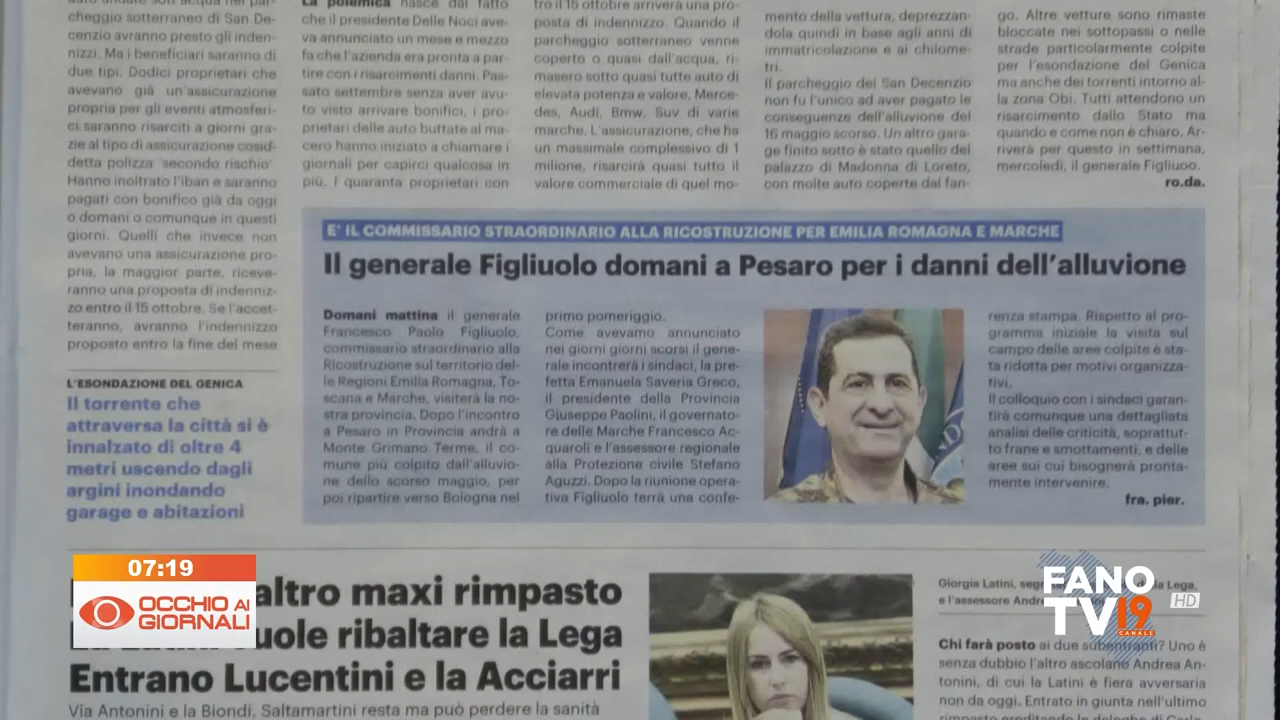 cheggio sotterraneo di San De-
cenzio avranno presto gli inden-
nizzi. Ma i beneficiari saranno di
due tipi. Dodici proprietari che
avevano già un'assicurazione
propria per gli eventi atmosferi-
ci saranno risarciti a giorni gra-
zie al tipo di assicurazione cosid-
detta polizza 'secondo rischio'.
Hanno inoltrato l'iban e saranno
pagati con bonifico già da oggi
o domani o comunque in questi
giorni. Quelli che invece non
avevano una assicurazione pro-
pria, la maggior parte, riceve-
ranno una proposta di indenniz-
zo entro il 15 ottobre. Se l'accet-
teranno, avranno l'indennizzo
proposto entro la fine del mese
L'ESONDAZIONE DEL GENICA
Il torrente che
attraversa la città si è
innalzato di oltre 4
metri uscendo dagli
argini inondando
garage e abitazioni
La polemica nasce dal fatto
che il presidente Delle Noci ave-
va annunciato un mese e mezzo
fa che l'azienda era pronta a par-
tire con i risarcimenti danni. Pas-
sato settembre senza aver avu-
to visto arrivare bonifici, i pro-
prietari delle auto buttate al ma-
cero hanno iniziato a chiamare i
giornali per capirci qualcosa in
più. I quaranta proprietari con
tro il 15 ottobre arriverà una pro-
posta di indennizzo. Quando il
parcheggio sotterraneo venne
coperto o quasi dall'acqua, ri-
masero sotto quasi tutte auto di
elevata potenza e valore, Merce-
des, Audi, Bmw, Suv di varie
marche. L'assicurazione, che ha
un massimale complessivo di 1
milione, risarcirà quasi tutto il
valore commerciale di quel mo-
mento della vettura, deprezzan-
dola quindi in base agli anni di
immatricolazione e ai chilome-
tri.
Il parcheggio del San Decenzio
non fu l'unico ad aver pagato le
conseguenze dell'alluvione del
16 maggio scorso. Un altro gara-
ge finito sotto è stato quello del
palazzo di Madonna di Loreto,
con molte auto coperte dal fan-
go. Altre vetture sono rimaste
bloccate nei sottopassi o nelle
strade particolarmente colpite
per l'esondazione del Genica
ma anche dei torrenti intorno al-
la zona Obi. Tutti attendono un
risarcimento dallo Stato ma
quando e come non è chiaro. Ar-
riverà per questo in settimana,
mercoledì, il generale Figliuoo.
ro.da.
E' IL COMMISSARIO STRAORDINARIO ALLA RICOSTRUZIONE PER EMILIA ROMAGNA E MARCHE
Il generale Figliuolo domani a Pesaro per i danni dell'alluvione
Domani mattina il generale
Francesco Paolo Figliuolo,
commissario straordinario alla
Ricostruzione sul territorio del-
le Regioni Emilia Romagna, To-
scana e Marche, visiterà la no-
stra provincia. Dopo l'incontro
a Pesaro in Provincia andrà a
Monte Grimano Terme, il co-
mune più colpito dall'alluvio-
ne dello scorso maggio, per
poi ripartire verso Bologna nel
primo pomeriggio.
Come avevamo annunciato
nei giorni giorni scorsi il gene-
rale incontrerà i sindaci, la pre-
fetta Emanuela Saveria Greco,
il presidente della Provincia
Giuseppe Paolini, il governato-
re delle Marche Francesco Ac-
quaroli e l'assessore regionale
alla Protezione civile Stefano
Aguzzi. Dopo la riunione opera-
tiva Figliuolo terrà una confe-
renza stampa. Rispetto al pro-
gramma iniziale la visita sul
campo delle aree colpite è sta-
ta ridotta per motivi organizza-
tivi.
Il colloquio con i sindaci garan-
tirà comunque una dettagliata
analisi delle criticità, soprattut-
to frane e smottamenti, e delle
aree sui cui bisognerà pronta-
mente intervenire.
fra. pier.
07:19
OCCHIO AI
GIORNALI
altro maxi rimpasto
uole ribaltare la Lega
Entrano Lucentini e la Acciarri
Via Antonini e la Biondi, Saltamartini resta ma può perdere la sanità
Giorgia Latini, la Lega,
e l'assessore
FANO
TV19
CANALE
HD
Chi farà posto ai due subentranti? Uno è
senza dubbio l'altro ascolano Andrea An-
tonini, di cui la Latini è fiera avversaria
non da oggi. Entrato in giunta nell'ultimo